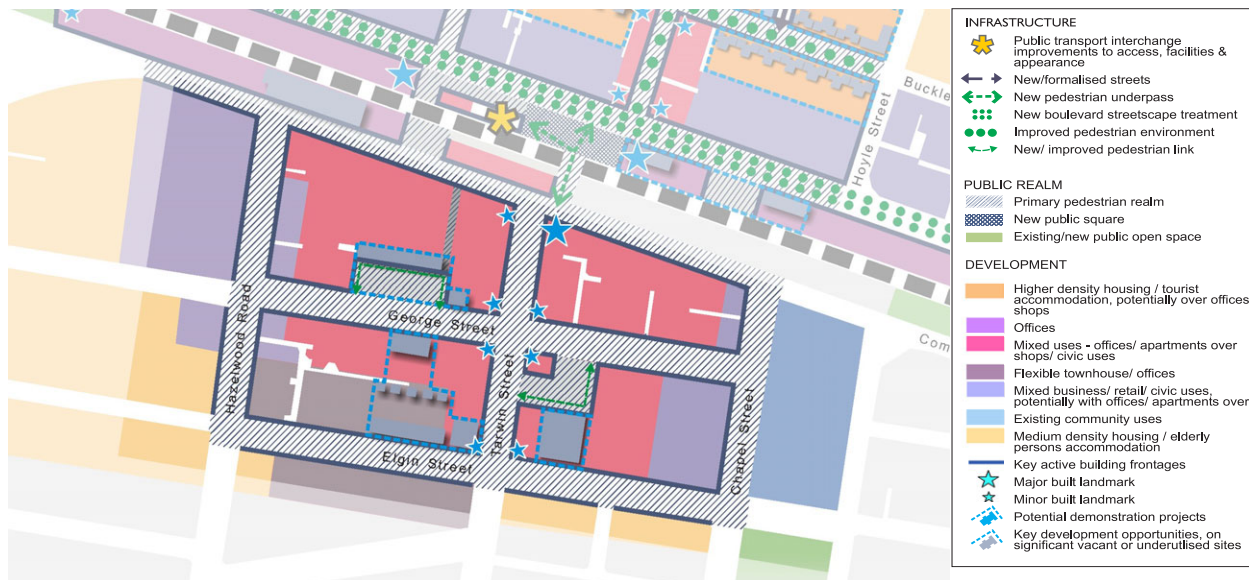 INFRASTRUCTURE
Public transport interchange
improvements to access, facilities &
appearance
New/formalised streets
New pedestrian underpass
New boulevard streetscape treatment
Improved pedestrian environment
New/ improved pedestrian link
PUBLIC REALM
Primary pedestrian realm
New public square
Existing/new public open space
DEVELOPMENT
Higher density housing / tourist
accommodation, potentially over offices
shops
Offices
Mixed uses - offices/ apartments over
shops/ civic uses
Flexible townhouse/ offices
Mixed business/ retail/ civic uses,
potentially with offices/ apartments over
Existing community uses
Medium density housing / elderly
persons accommodation
Key active building frontages
Major built landmark
Minor built landmark
Potential demonstration projects
Key development opportunities, on
significant vacant or underutlised sites
Buckle
Hoyle Street
Com
George Street
Hazelwood Road
Tarwin Street
Chapel Street
Elgin Street